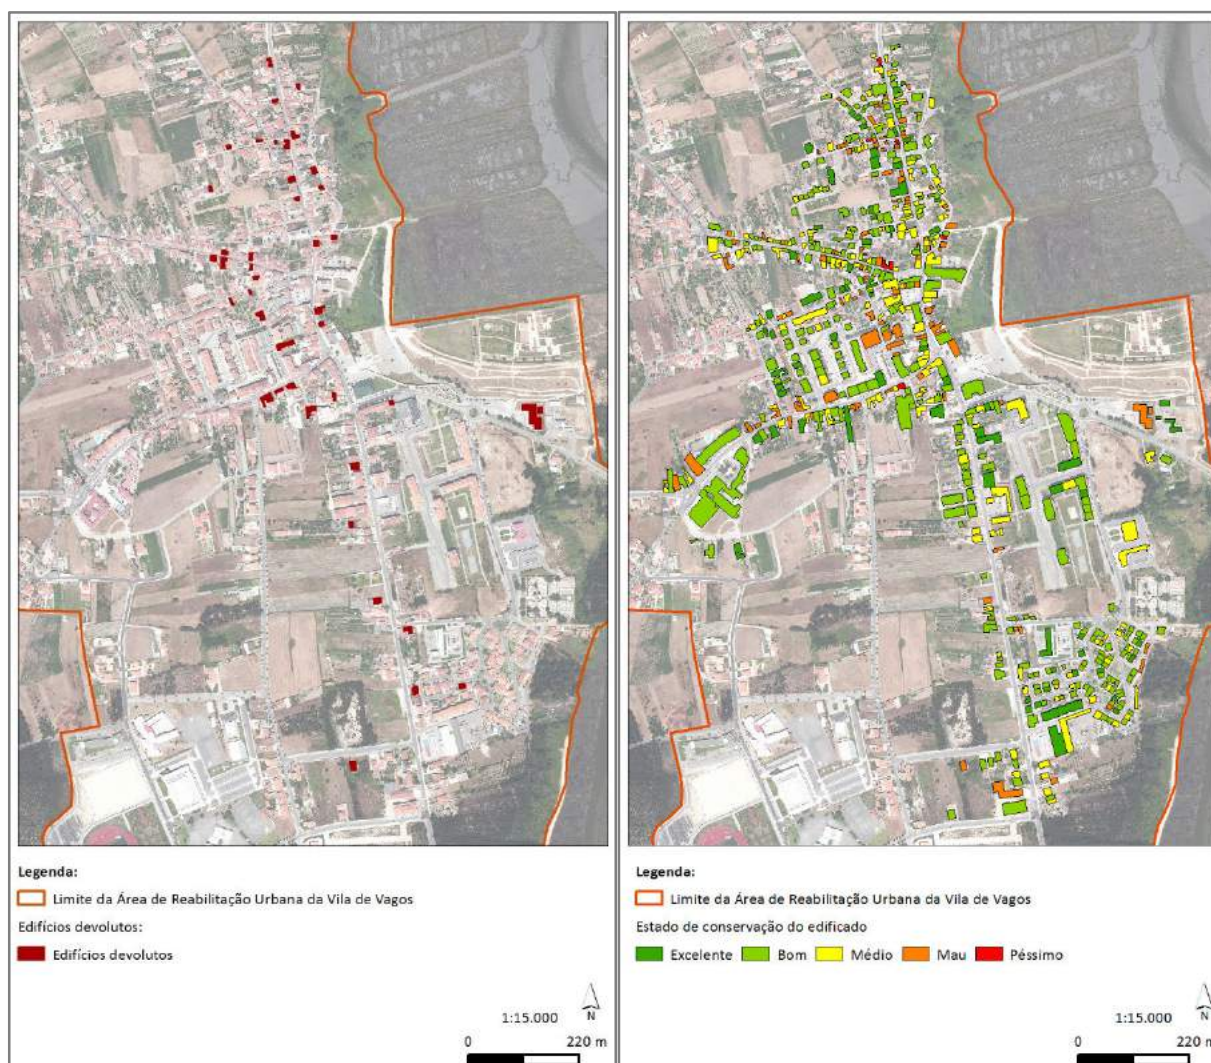 Legenda:
Limite da Área de Reabilitação Urbana da Vila de Vagos
Edifícios devolutos:
Edifícios devolutos
1:15.000
N
0 220 m
Legenda:
Limite da Área de Reabilitação Urbana da Vila de Vagos
Estado de conservação do edificado
Excelente Bom Médio Mau Péssimo
1:15.000
N
0 220 m